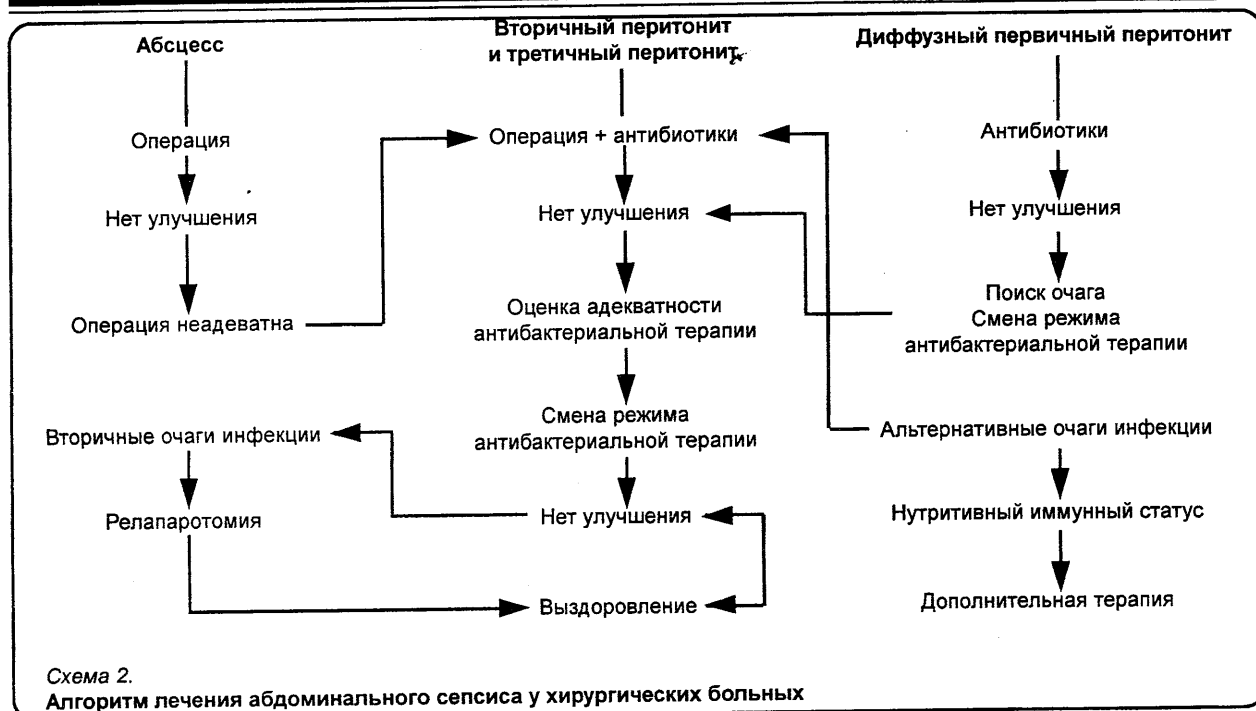 Абсцесс
Операция
Нет улучшения
Операция неадеватна
Вторичные очаги инфекции
Релапаротомия
Вторичный перитонит
и третичный перитонит
Операция + антибиотики
Нет улучшения
Оценка адекватности
антибактериальной терапии
Смена режима
антибактериальной терапии
Нет улучшения
Выздоровление
Диффузный первичный перитонит
Антибиотики
Нет улучшения
Поиск очага
Смена режима
антибактериальной терапии
Альтернативные очаги инфекции
Нутритивный иммунный статус
Дополнительная терапия
Схема 2.
Алгоритм лечения абдоминального сепсиса у хирургических больных